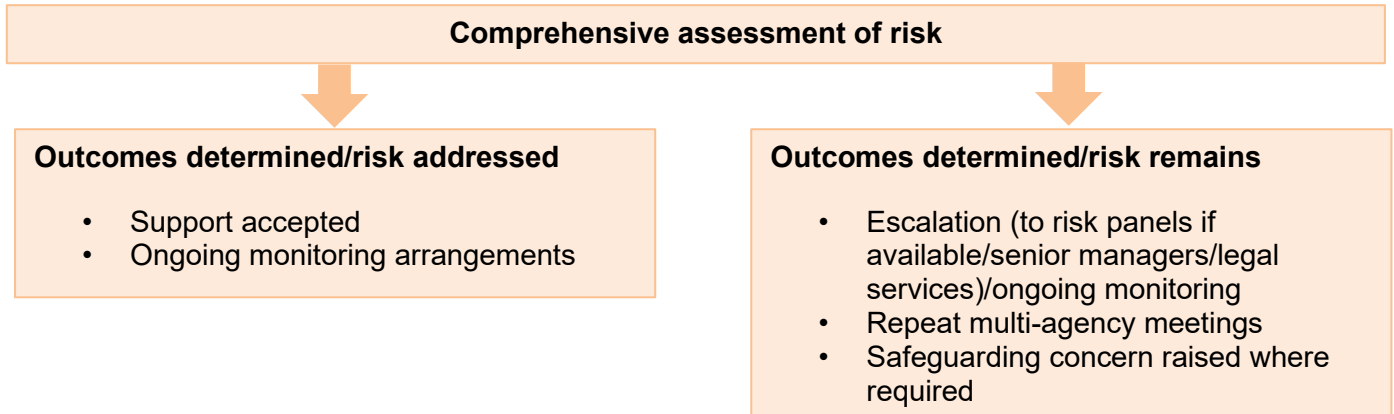 Comprehensive assessment of risk
Outcomes determined/risk addressed
• Support accepted
• Ongoing monitoring arrangements
Outcomes determined/risk remains
• Escalation (to risk panels if
available/senior managers/legal
services)/ongoing monitoring
• Repeat multi-agency meetings
• Safeguarding concern raised where
required